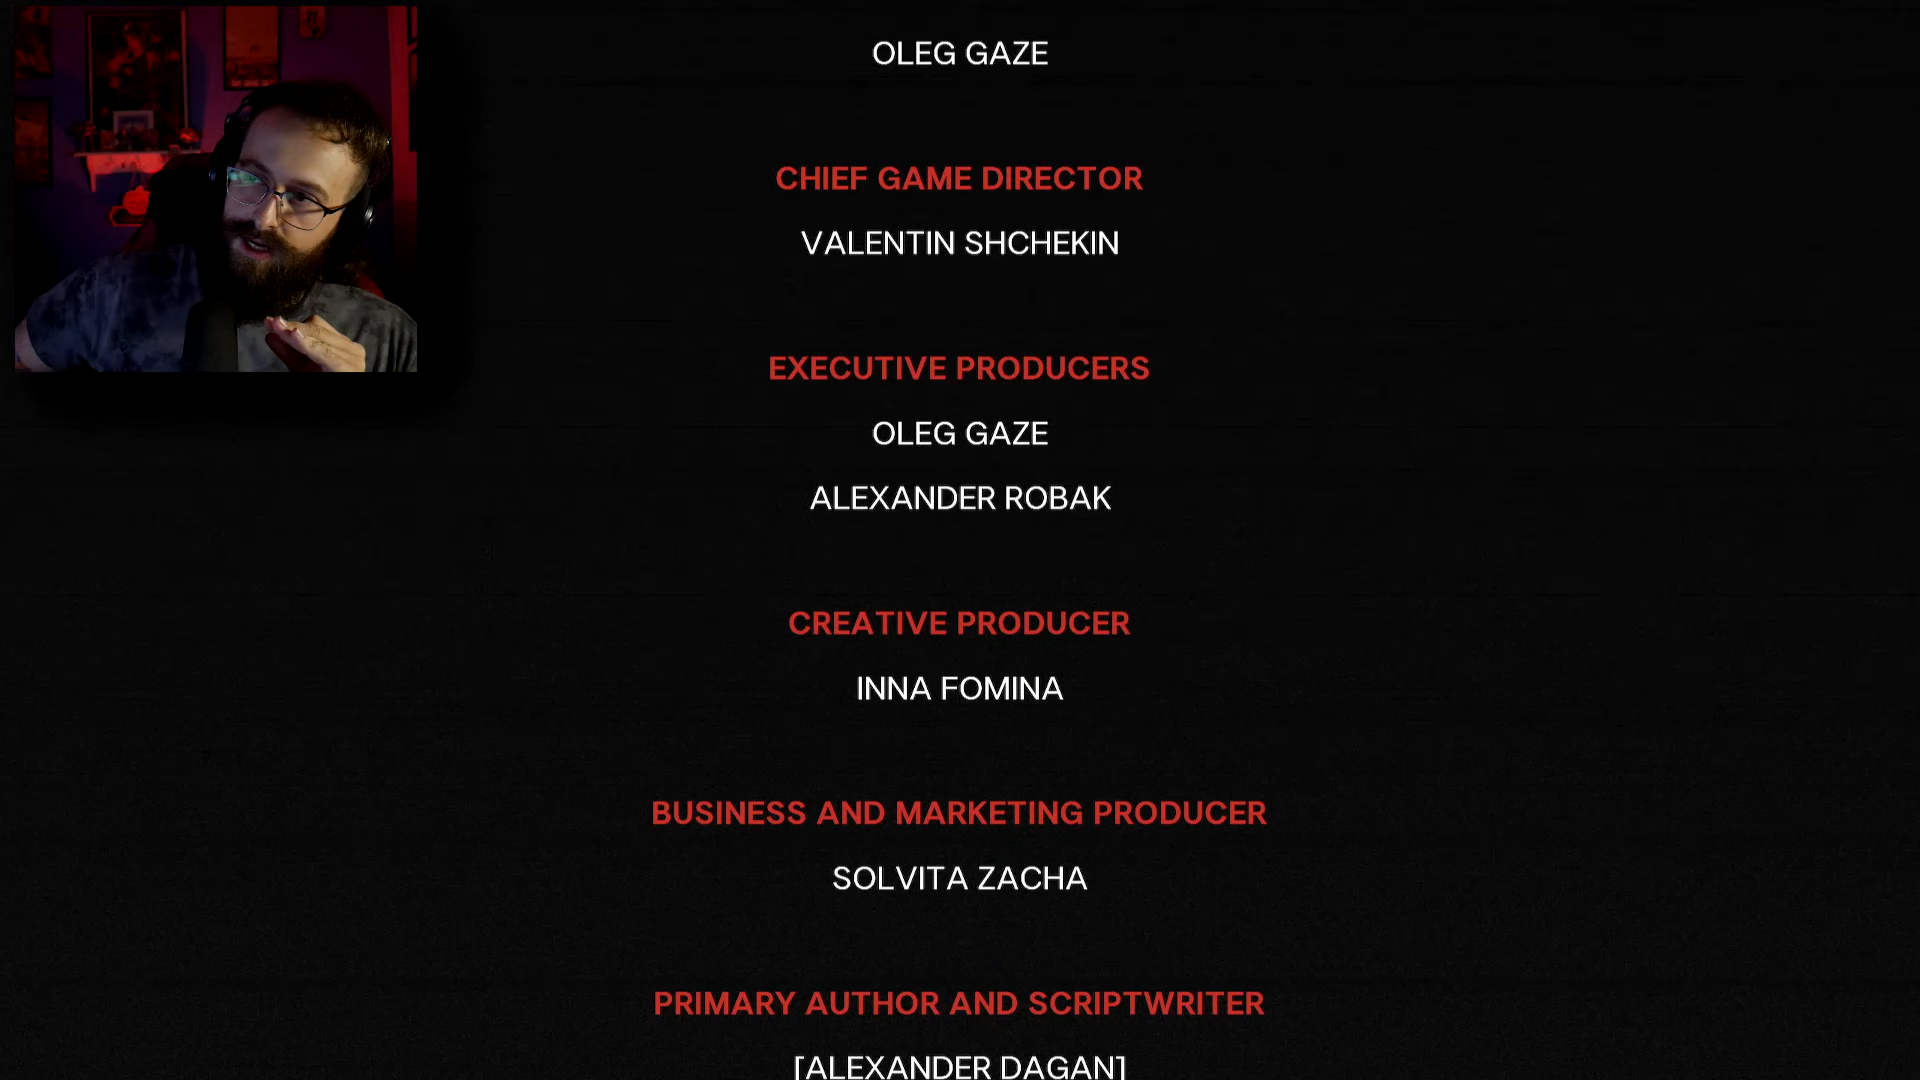 OLEG GAZE
CHIEF GAME DIRECTOR
VALENTIN SHCHEKIN
EXECUTIVE PRODUCERS
OLEG GAZE
ALEXANDER ROBAK
CREATIVE PRODUCER
INNA FOMINA
BUSINESS AND MARKETING PRODUCER
SOLVITA ZACHA
PRIMARY AUTHOR AND SCRIPTWRITER
[ALEXANDER DAGAN]